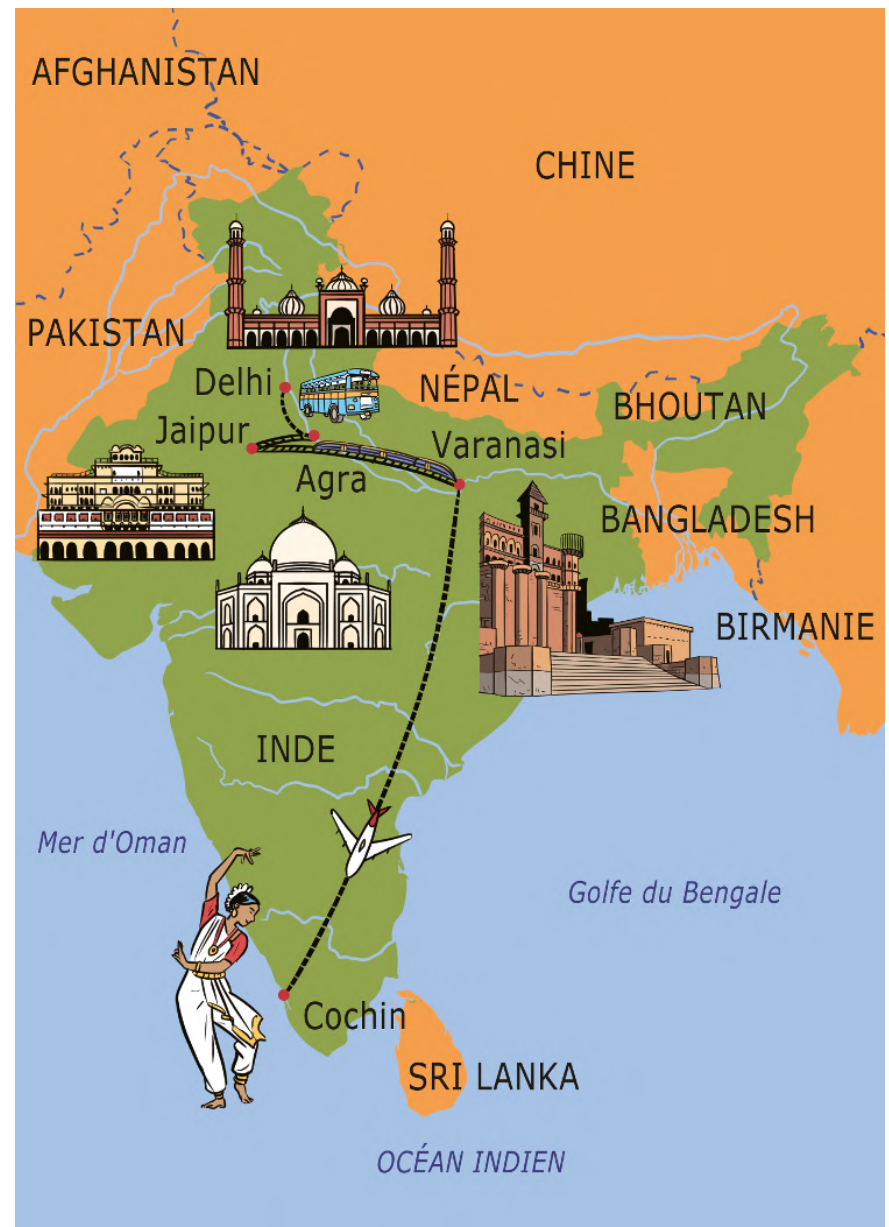 AFGHANISTAN
CHINE
PAKISTAN
Delhi
NÉPAL
BHOUTAN
Jaipur
Varanasi
Agra
BANGLADESH
BIRMANIE
INDE
Mer d'Oman
Golfe du Bengale
Cochin
SRI LANKA
OCÉAN INDIEN